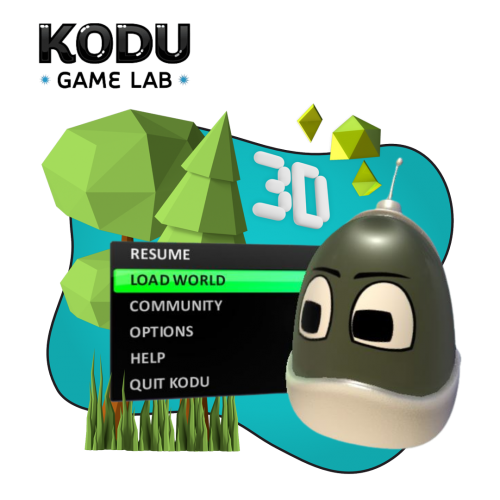 KODU
GAME LAB
3D
RESUME
LOAD WORLD
COMMUNITY
OPTIONS
HELP
QUIT KODU